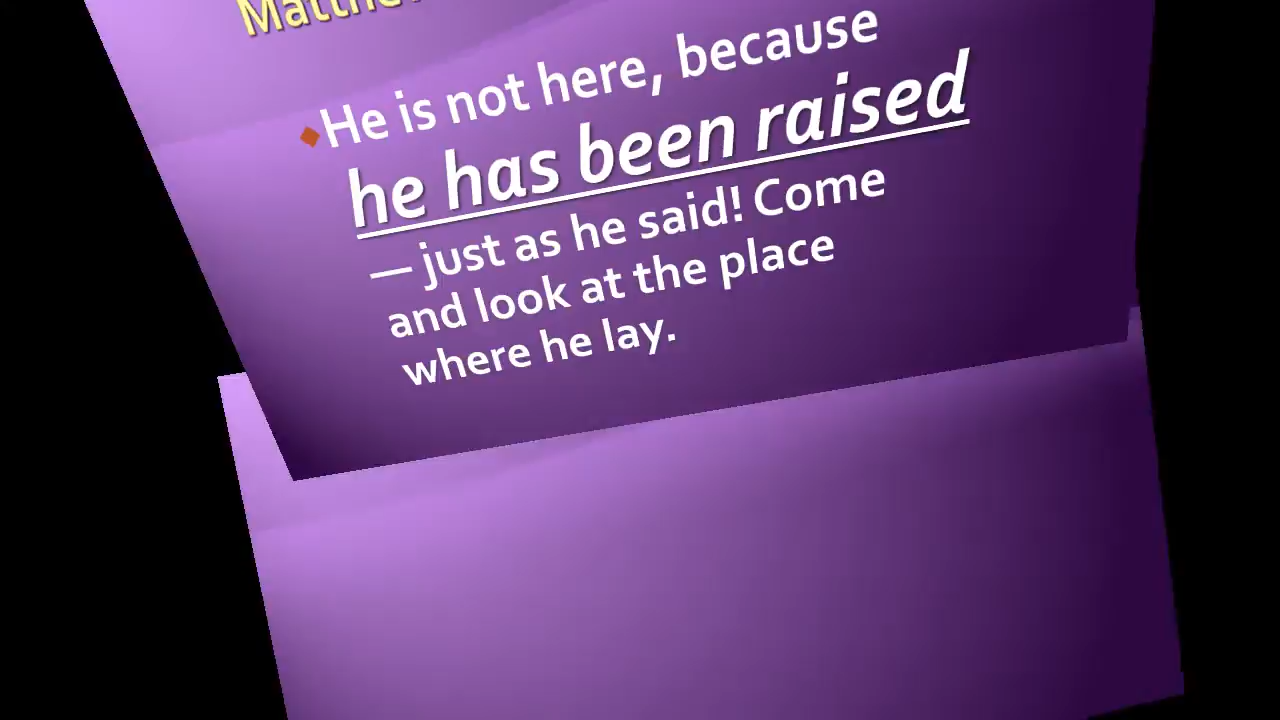 He is not here, because
he has been raised
— just as he said! Come
and look at the place
where he lay.